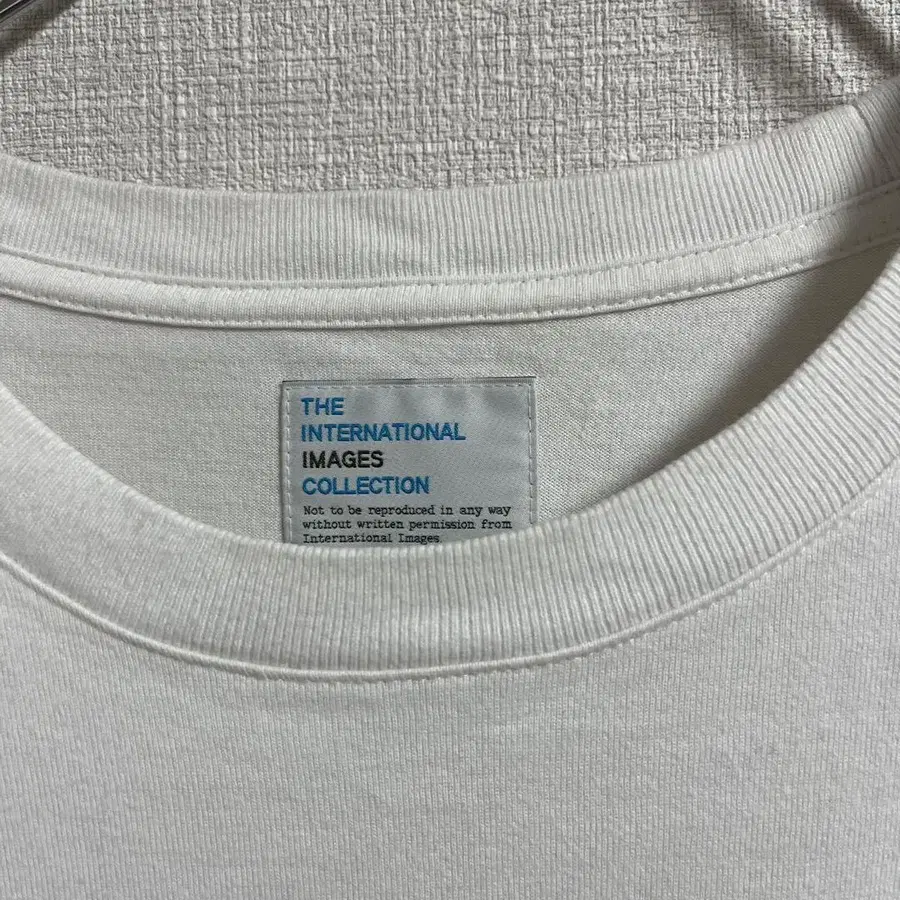 THE
INTERNATIONAL
IMAGES
COLLECTION
Not to be reproduced in any way
without written permission from
International Images